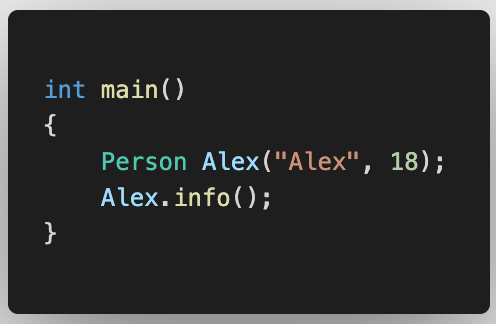 int main()
{
    Person Alex("Alex", 18);
    Alex.info();
}